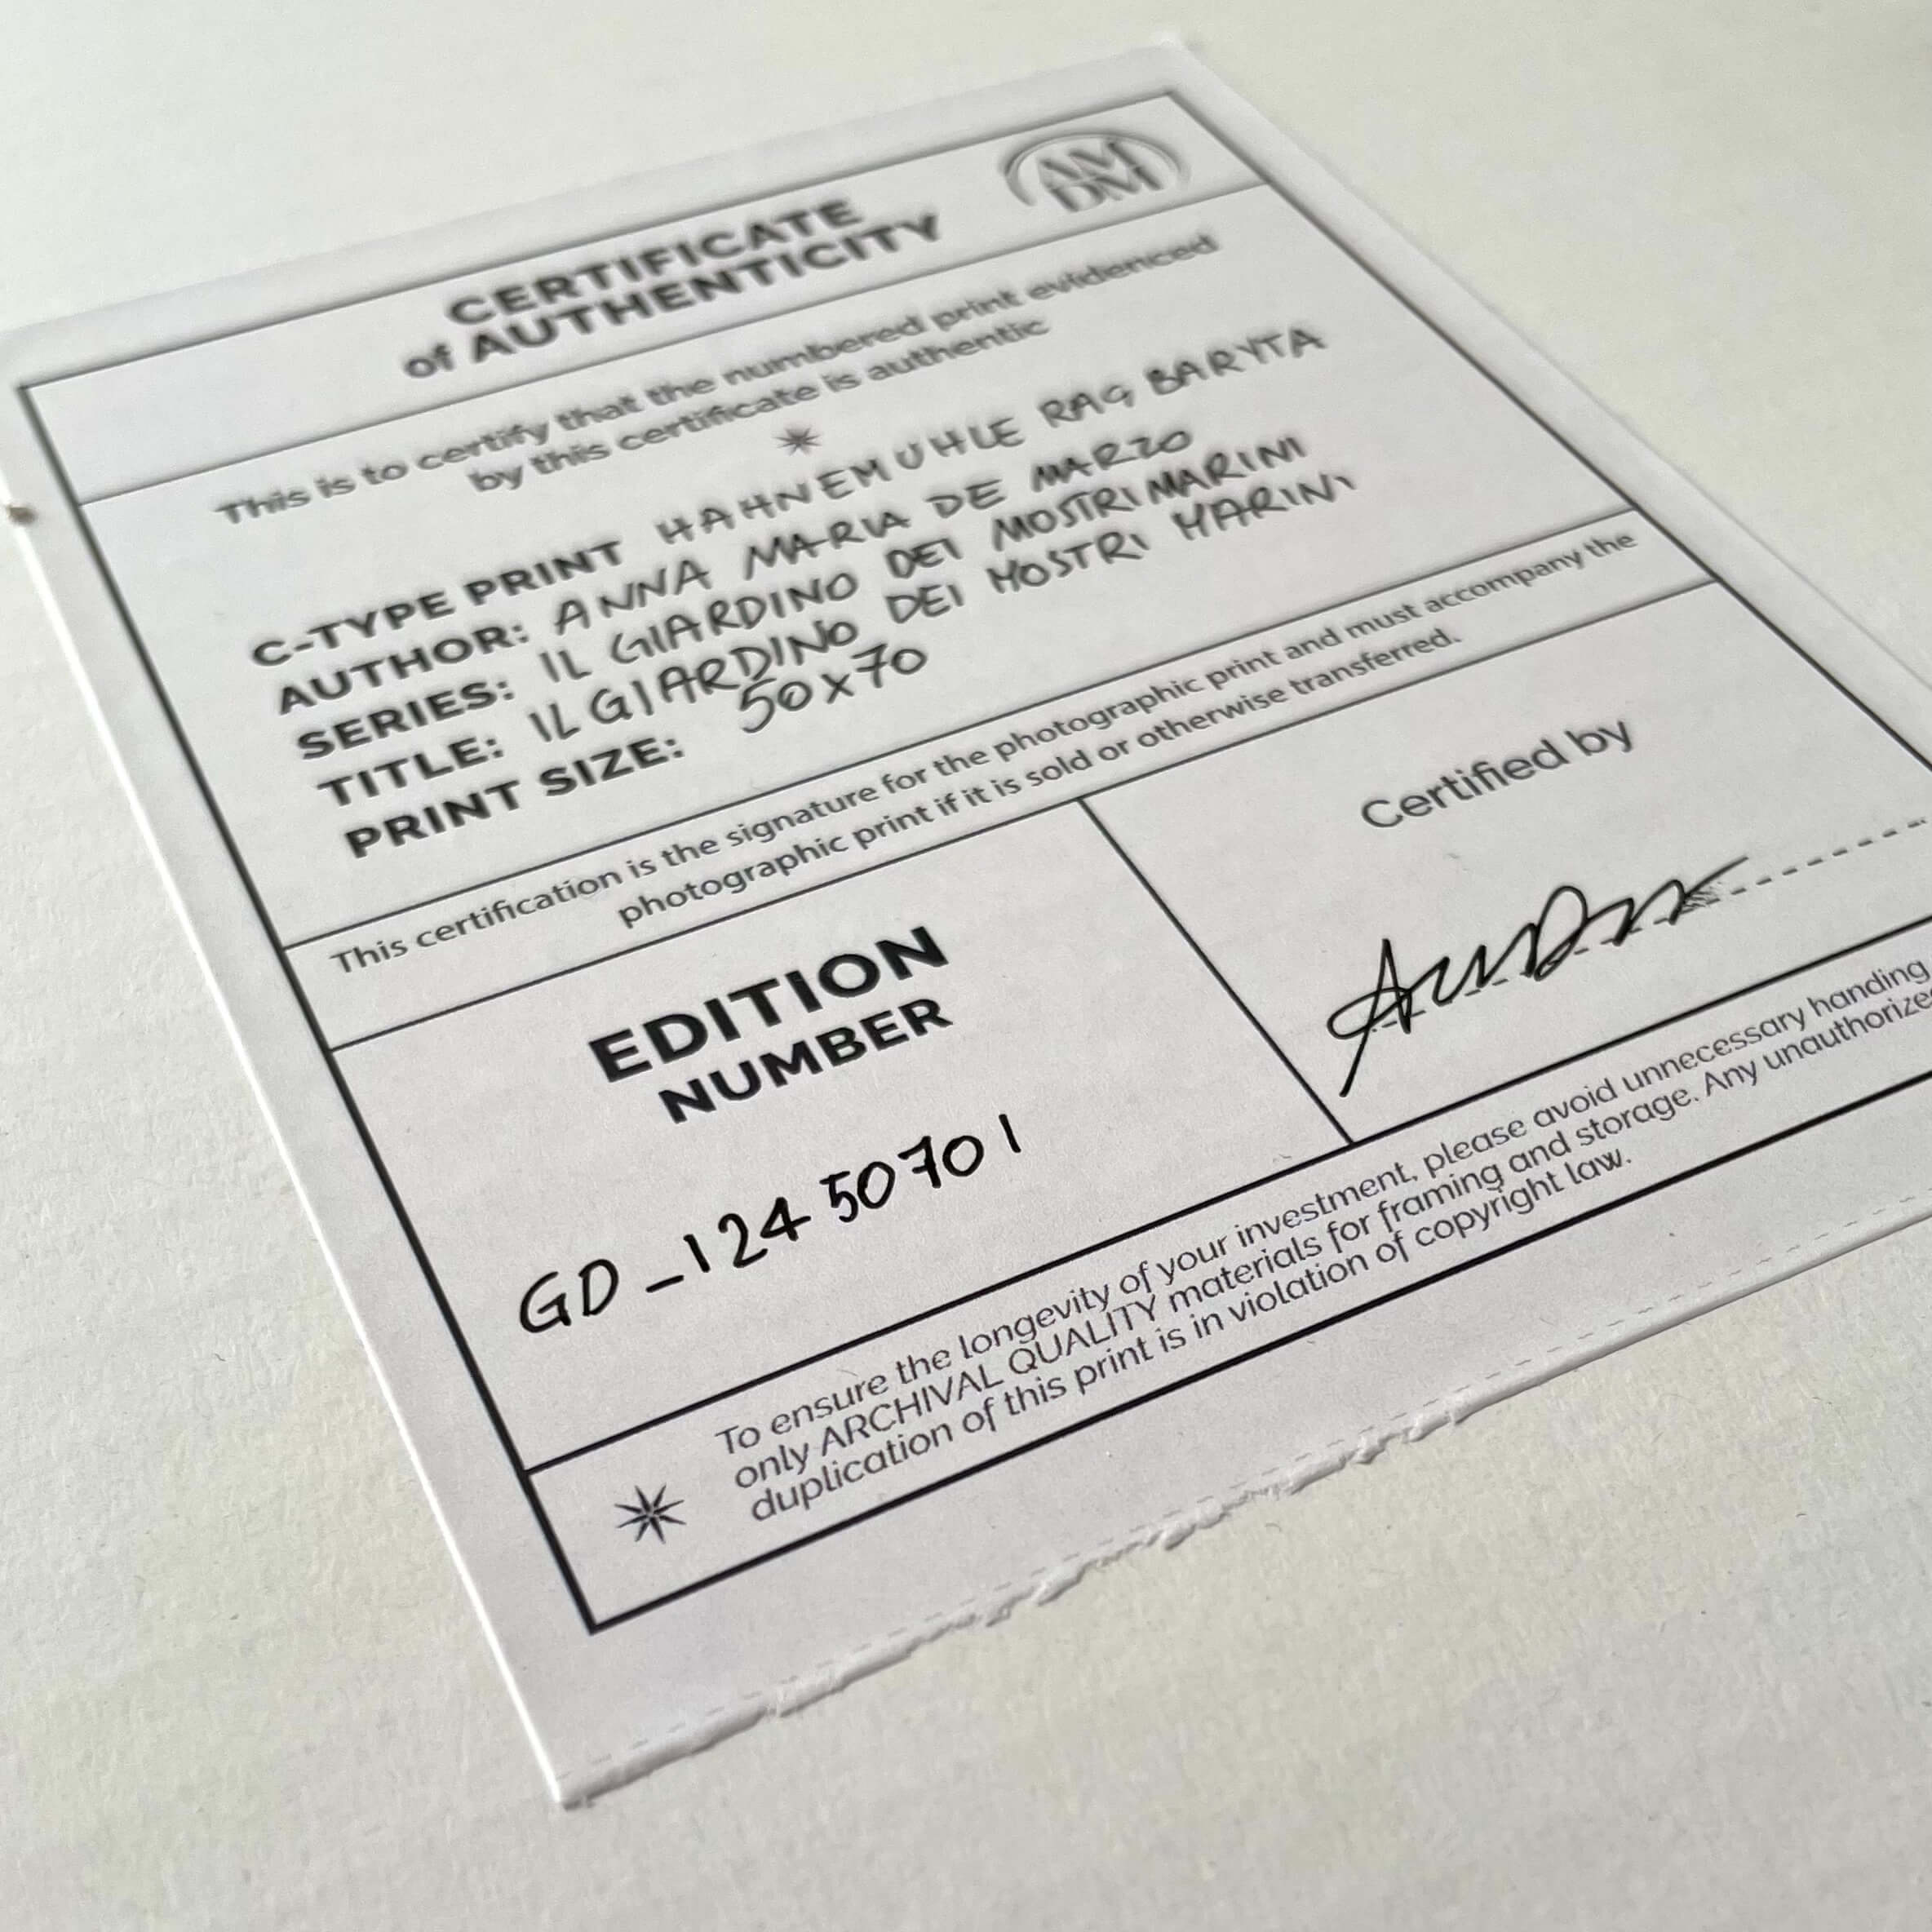 CERTIFICATE
of AUTHENTICITY
AM
DM
This is to certify that the numbered print evidenced
by this certificate is authentic
C-TYPE PRINT HAHNEMUHLE RAG BARYTA
AUTHOR: ANNA MARIA DE MARZO
SERIES: IL GIARDINO DEI MOSTRI MARINI
TITLE: IL GIARDINO DEI MOSTRI MARINI
PRINT SIZE: 50x70
This certification is the signature for the photographic print and must accompany the
photographic print if it is sold or otherwise transferred.
EDITION
NUMBER
GD_124 50701
Certified by
To ensure the longevity of your investment, please avoid unnecessary handing
only ARCHIVAL QUALITY materials for framing and storage. Any unauthorize
duplication of this print is in violation of copyright law.